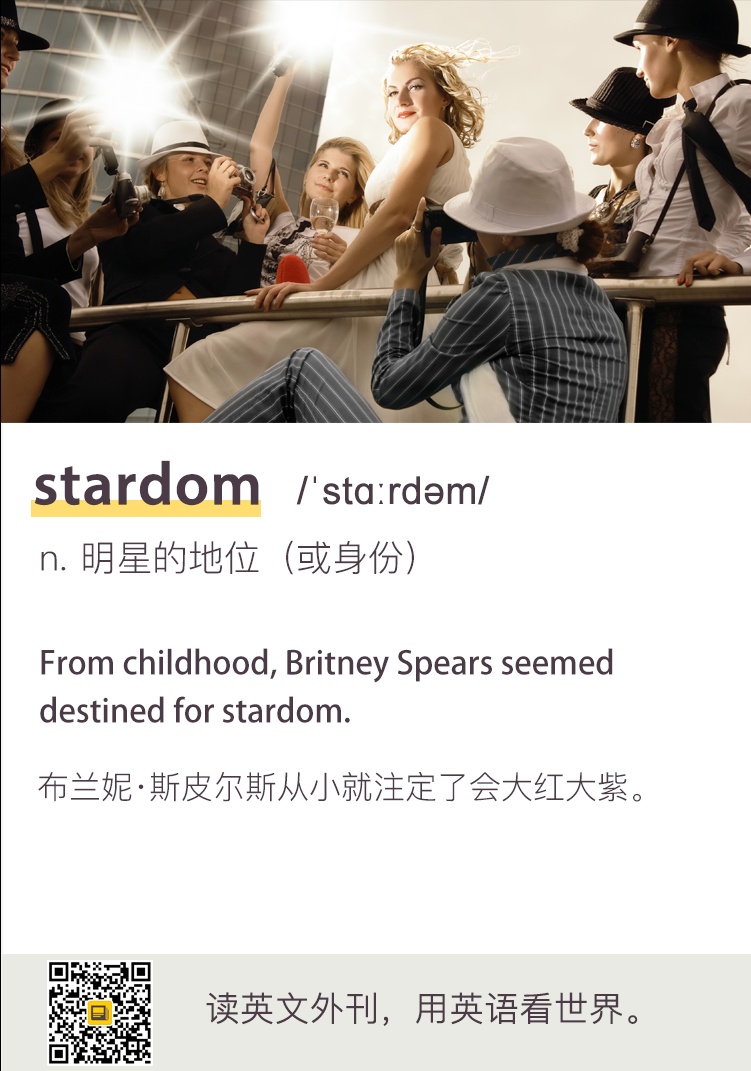 stardom /ˈstɑːrdəm/
n. 明星的地位（或身份）
From childhood, Britney Spears seemed
destined for stardom.
布兰妮·斯皮尔斯从小就注定了会大红大紫。
读英文外刊，用英语看世界。